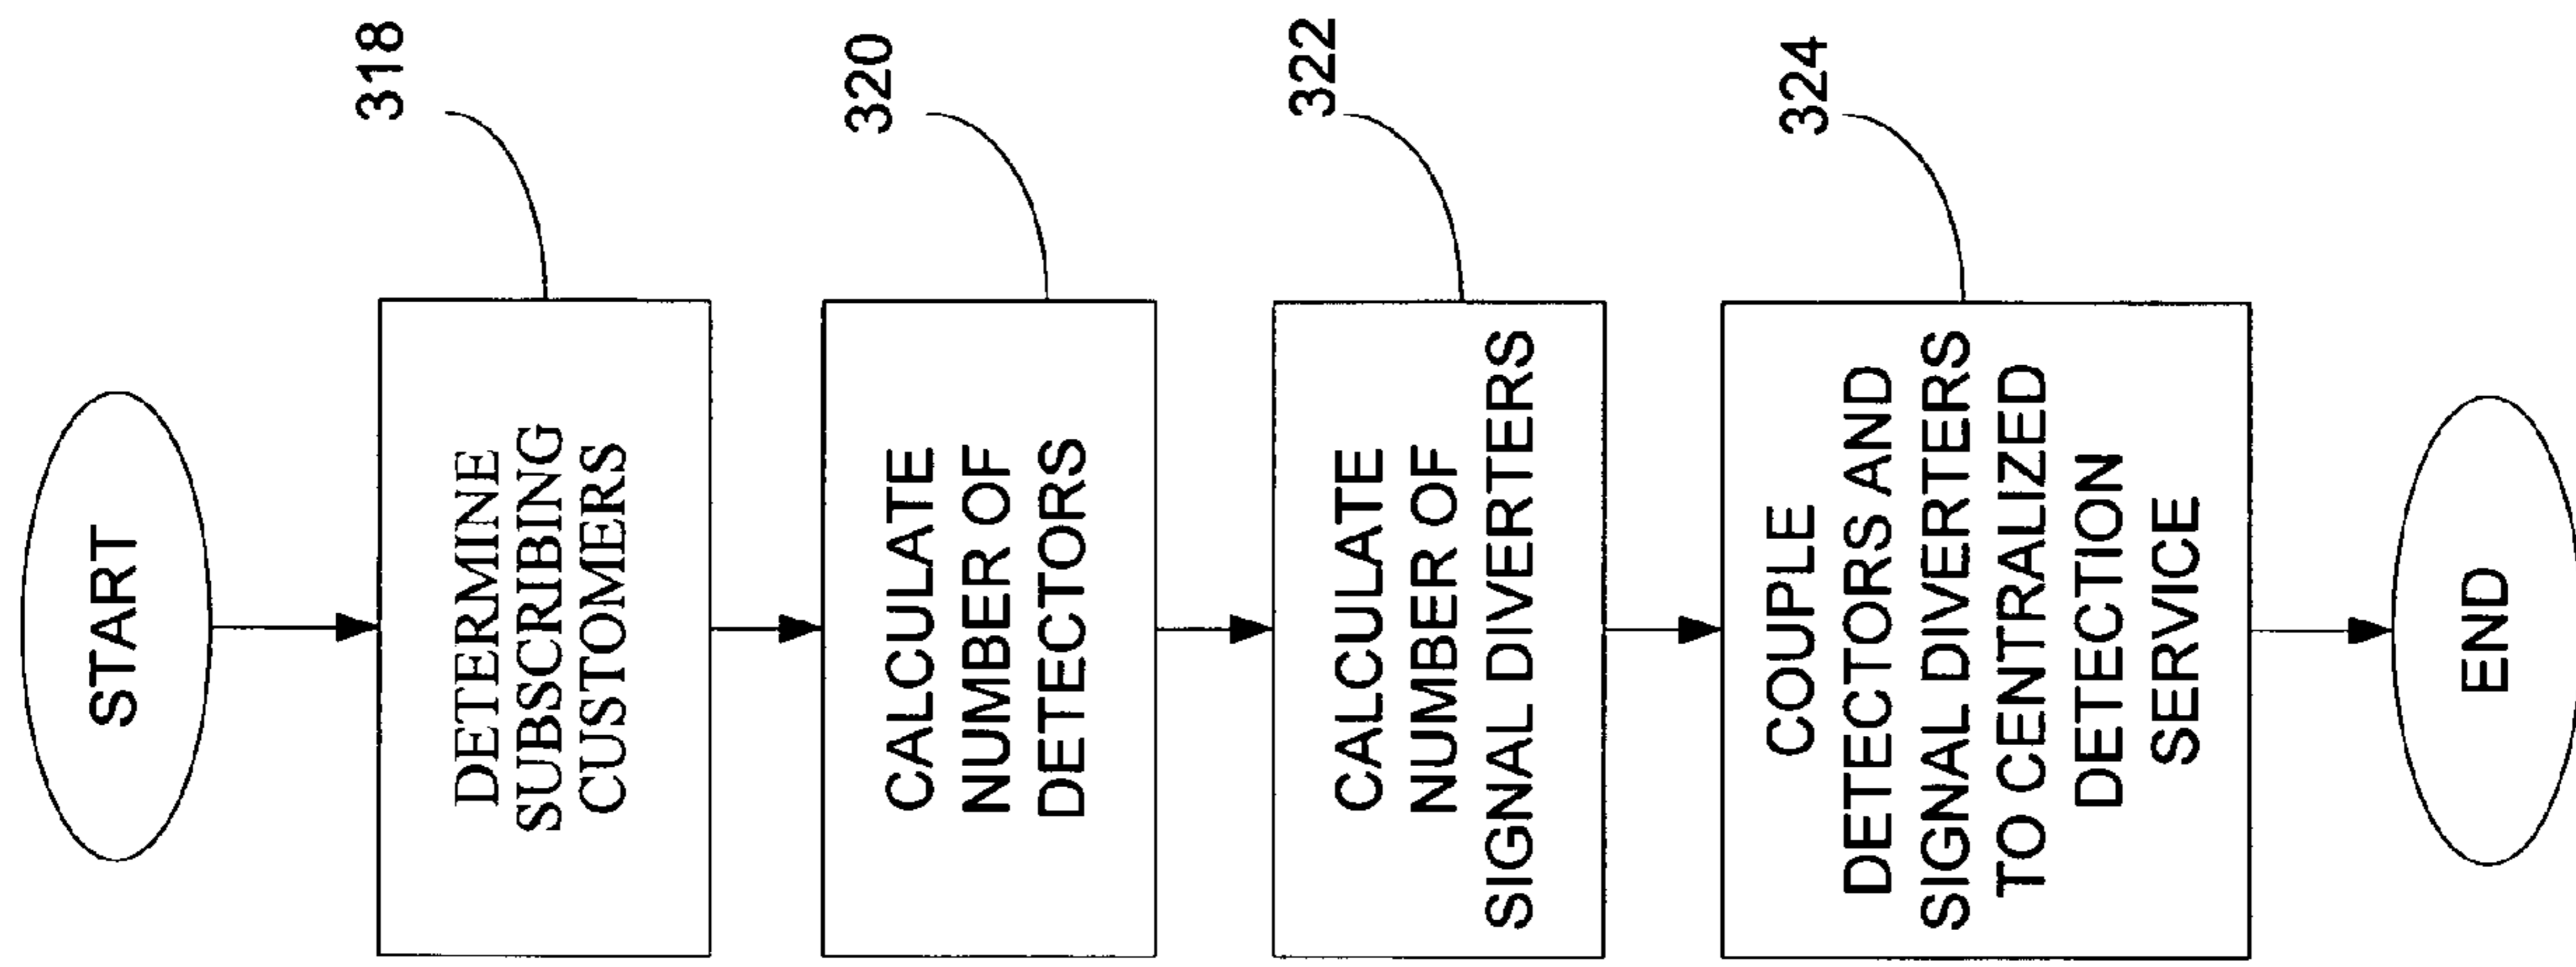 START
DETERMINE
SUBSCRIBING
CUSTOMERS
318
CALCULATE
NUMBER OF
DETECTORS
320
CALCULATE
NUMBER OF
SIGNAL DIVERTERS
322
COUPLE
DETECTORS AND
SIGNAL DIVERTERS
TO CENTRALIZED
DETECTION
SERVICE
324
END